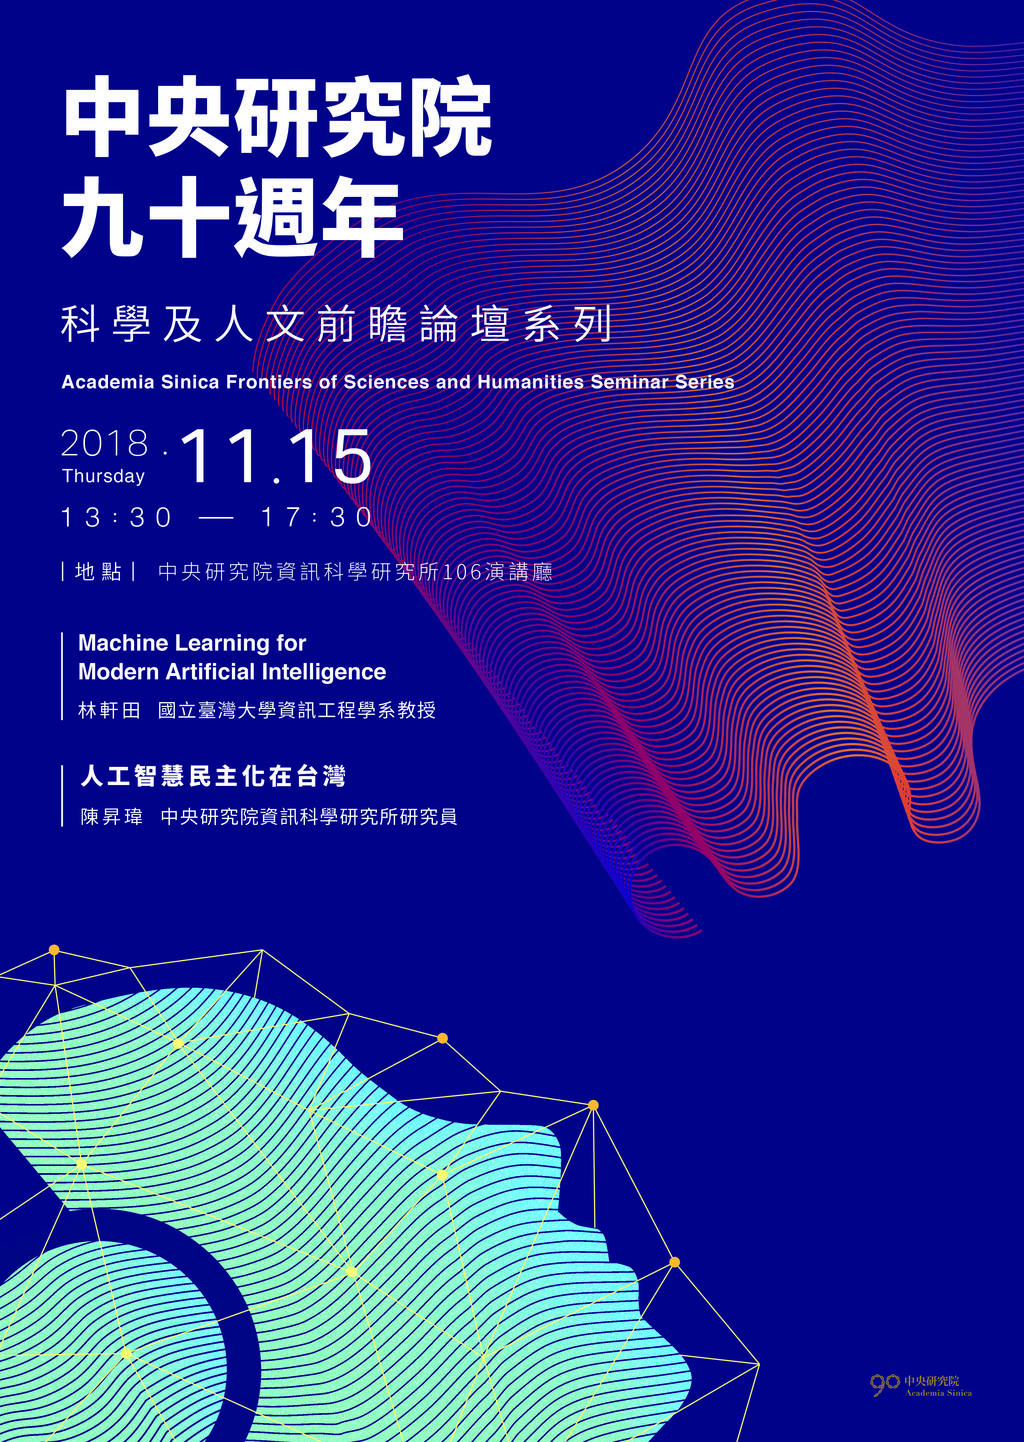 中央研究院
九十週年
科學及人文前瞻論壇系列
Academia Sinica Frontiers of Sciences and Humanities Seminar Series
2018 . 11.15
Thursday
13:30 — 17:30
|地點| 中央研究院資訊科學研究所106演講廳
Machine Learning for
Modern Artificial Intelligence
林軒田 國立臺灣大學資訊工程學系教授
人工智慧民主化在台灣
陳昇瑋 中央研究院資訊科學研究所研究員
90 中央研究院
Academia Sinica